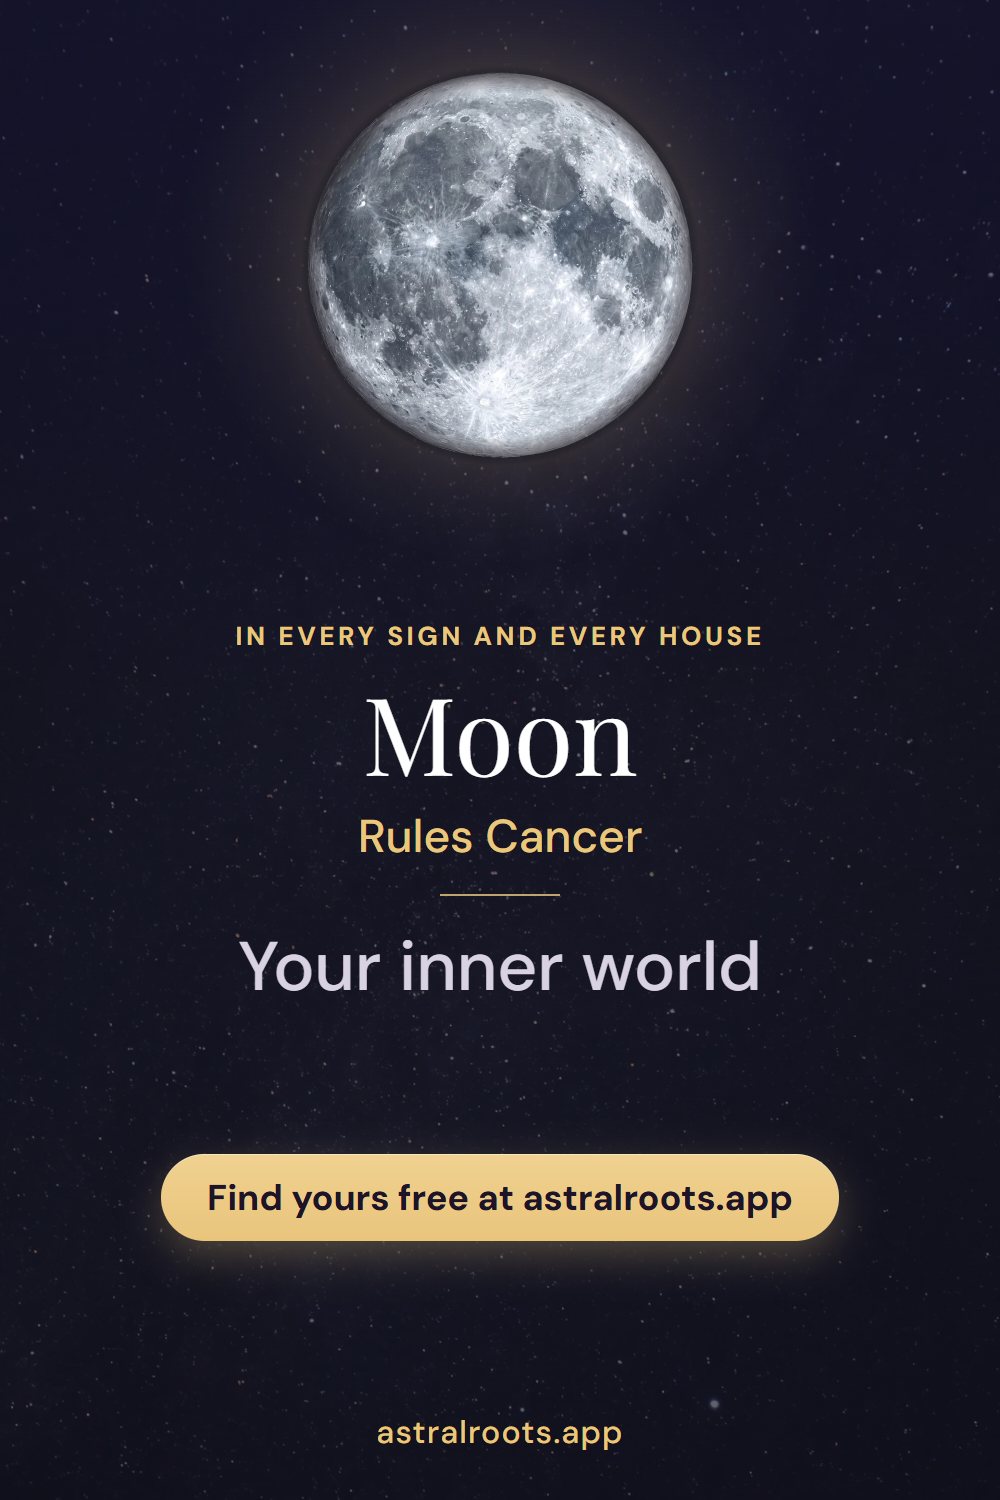 IN EVERY SIGN AND EVERY HOUSE
Moon
Rules Cancer
Your inner world
Find yours free at astralroots.app
astralroots.app